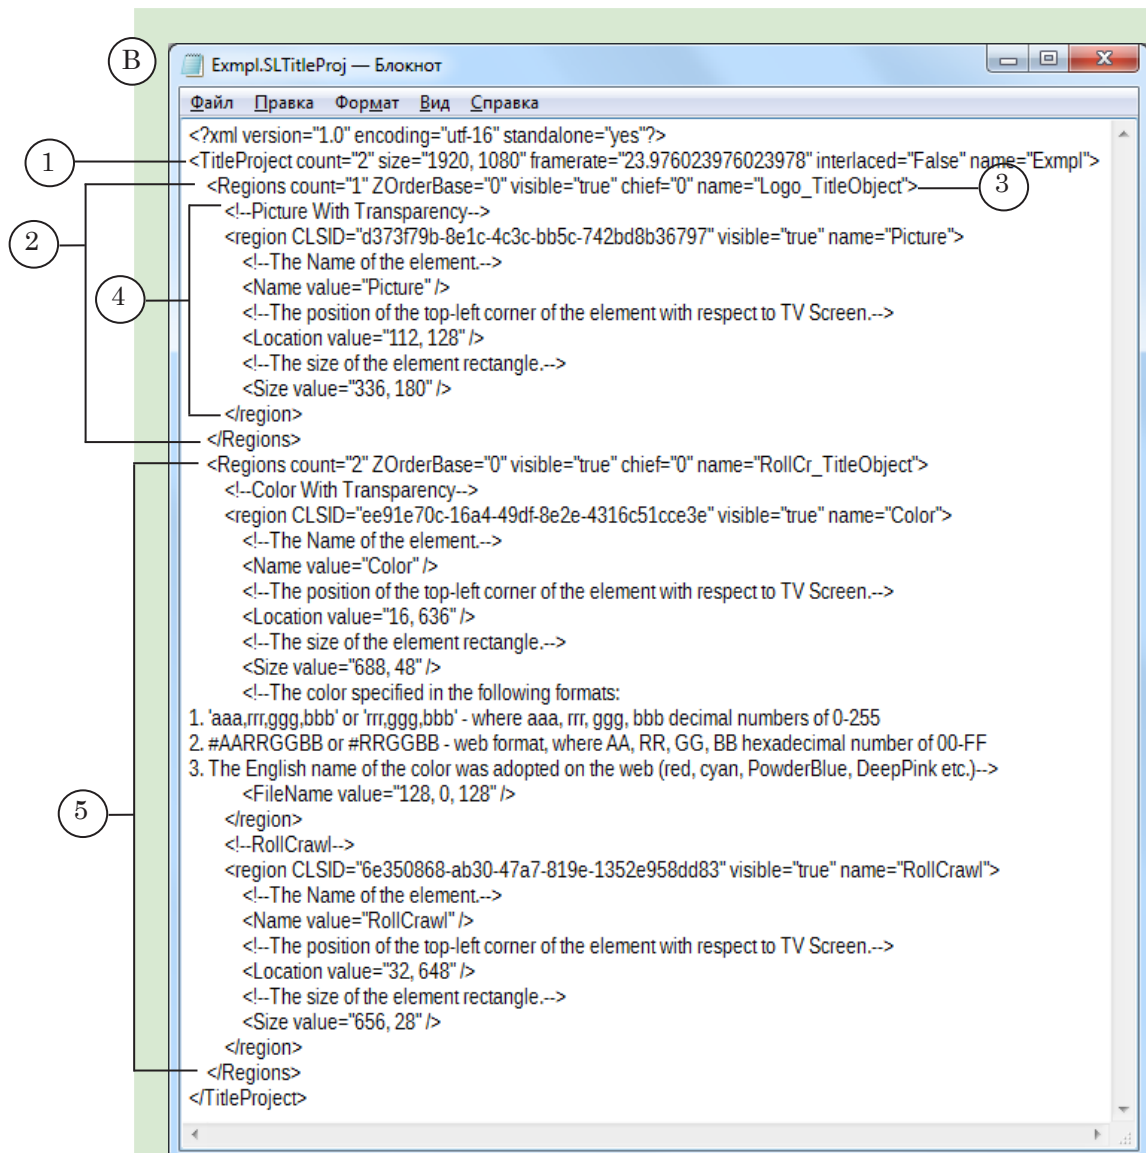 B
Exmpl.SLTitleProj — Блокнот
Файл Правка Формат Вид Справка
<?xml version="1.0" encoding="utf-16" standalone="yes"?>
1
<TitleProject count="2" size="1920, 1080" framerate="23.976023976023978" interlaced="False" name="Exmpl">
<Regions count="1" ZOrderBase="0" visible="true" chief="0" name="Logo_TitleObject">
3
<!--Picture With Transparency-->
2
<region CLSID="d373f79b-8e1c-4c3c-bb5c-742bd8b36797" visible="true" name="Picture">
<!--The Name of the element.-->
4
<Name value="Picture" />
<!--The position of the top-left corner of the element with respect to TV Screen.-->
<Location value="112, 128" />
<!--The size of the element rectangle.-->
<Size value="336, 180" />
</region>
</Regions>
<Regions count="2" ZOrderBase="0" visible="true" chief="0" name="RollCr_TitleObject">
<!--Color With Transparency-->
<region CLSID="ee91e70c-16a4-49df-8e2e-4316c51cce3e" visible="true" name="Color">
<!--The Name of the element.-->
<Name value="Color" />
<!--The position of the top-left corner of the element with respect to TV Screen.-->
<Location value="16, 636" />
<!--The size of the element rectangle.-->
<Size value="688, 48" />
<!--The color specified in the following formats:
1. 'aaa,rrr,ggg,bbb' or 'rrr,ggg,bbb' - where aaa, rrr, ggg, bbb decimal numbers of 0-255
2. #AARRGGBB or #RRGGBB - web format, where AA, RR, GG, BB hexadecimal number of 00-FF
3. The English name of the color was adopted on the web (red, cyan, PowderBlue, DeepPink etc.)-->
<FileName value="128, 0, 128" />
5
</region>
<!--RollCrawl-->
<region CLSID="6e350868-ab30-47a7-819e-1352e958dd83" visible="true" name="RollCrawl">
<!--The Name of the element.-->
<Name value="RollCrawl" />
<!--The position of the top-left corner of the element with respect to TV Screen.-->
<Location value="32, 648" />
<!--The size of the element rectangle.-->
<Size value="656, 28" />
</region>
</Regions>
</TitleProject>